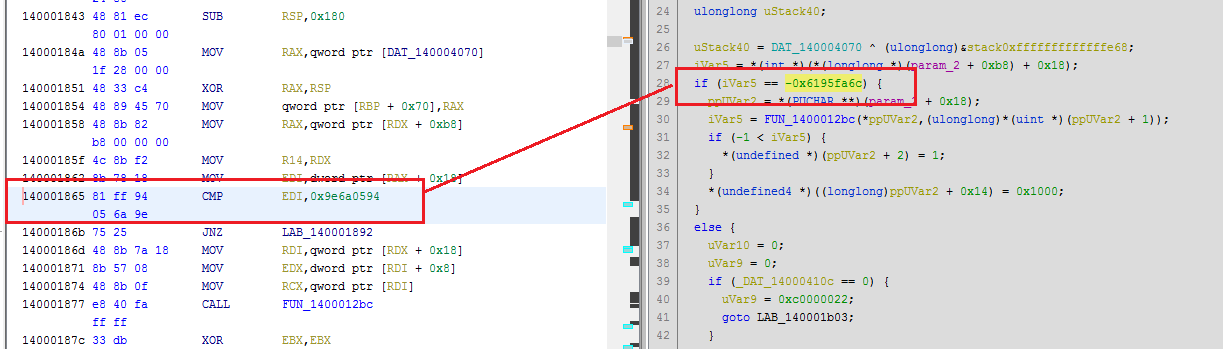 140001843 48 81 ec SUB RSP,0x180
80 01 00 00
14000184a 48 8b 05 MOV RAX,qword ptr [DAT_140004070]
1f 28 00 00
140001851 48 33 c4 XOR RAX,RSP
140001854 48 89 45 70 MOV qword ptr [RBP + 0x70],RAX
140001858 48 8b 82 MOV RAX,qword ptr [RDX + 0xb8]
b8 00 00 00
14000185f 4c 8b f2 MOV R14,RDX
140001862 8b 78 18 MOV EDI,dword ptr [RAX + 0x18]
140001865 81 ff 94 CMP EDI,0x9e6a0594
05 6a 9e
14000186b 75 25 JNZ LAB_140001892
14000186d 48 8b 7a 18 MOV RDI,qword ptr [RDX + 0x18]
140001871 8b 57 08 MOV EDX,dword ptr [RDI + 0x8]
140001874 48 8b 0f MOV RCX,qword ptr [RDI]
140001877 e8 40 fa CALL FUN_1400012bc
ff ff
14000187c 33 db XOR EBX,EBX
24 ulonglong uStack40;
25
26 uStack40 = DAT_140004070 ^ (ulonglong)&stack0xfffffffffffffe68;
27 iVar5 = *(int *)(*(longlong *)(param_2 + 0xb8) + 0x18);
28 if (iVar5 == -0x6195fa6c) {
29 ppUVar2 = *(PUCHAR **)(param_2 + 0x18);
30 iVar5 = FUN_1400012bc(*ppUVar2,(ulonglong)*(uint *)(ppUVar2 + 1));
31 if (-1 < iVar5) {
32 *(undefined *)(ppUVar2 + 2) = 1;
33 }
34 *(undefined4 *)((longlong)ppUVar2 + 0x14) = 0x1000;
35 }
36 else {
37 uVar10 = 0;
38 uVar9 = 0;
39 if (_DAT_14000410c == 0) {
40 uVar9 = 0xc0000022;
41 goto LAB_140001b03;
42 }